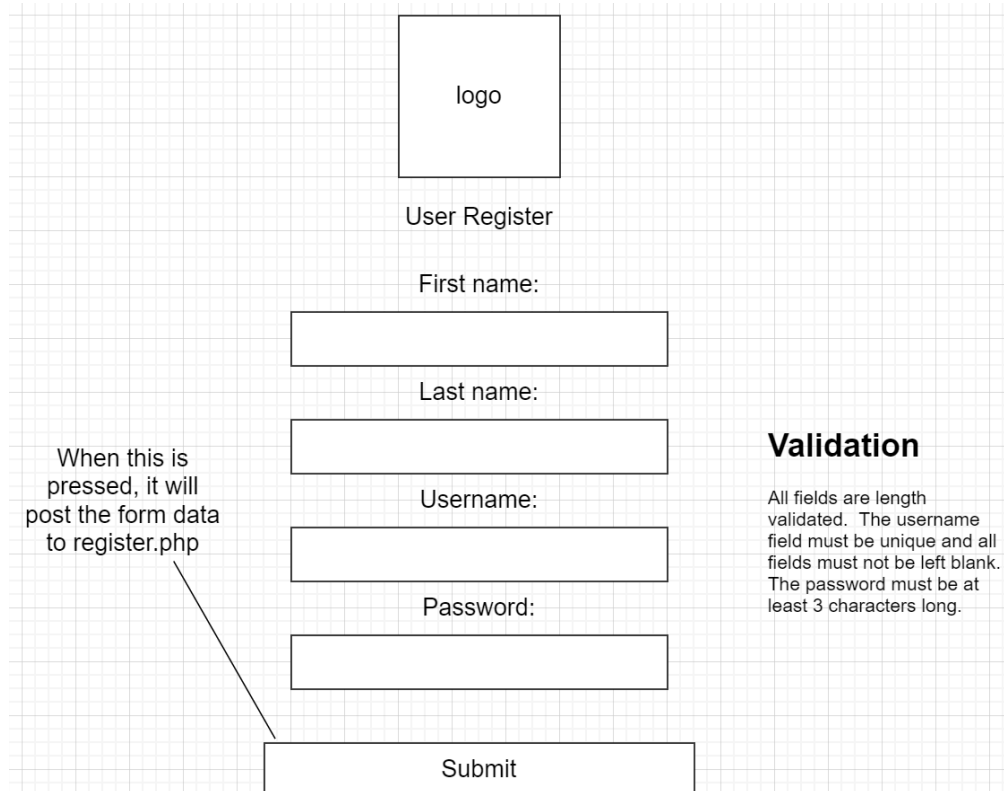 logo
User Register
First name:
Last name:
Username:
Password:
Submit
When this is
pressed, it will
post the form data
to register.php
Validation
All fields are length
validated.  The username
field must be unique and all
fields must not be left blank.
The password must be at
least 3 characters long.